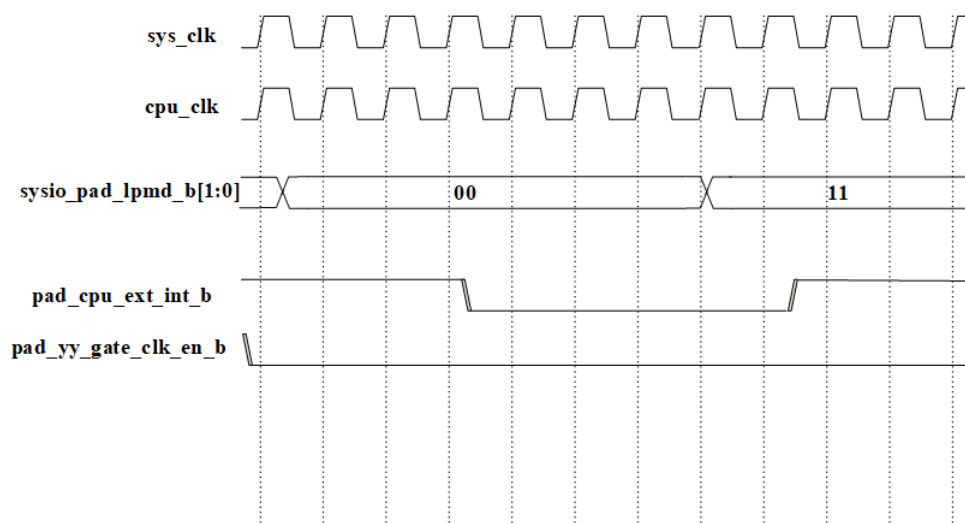 sys_clk
cpu_clk
sysio_pad_lpmd_b[1:0]
00
11
pad_cpu_ext_int_b
pad_yy_gate_clk_en_b